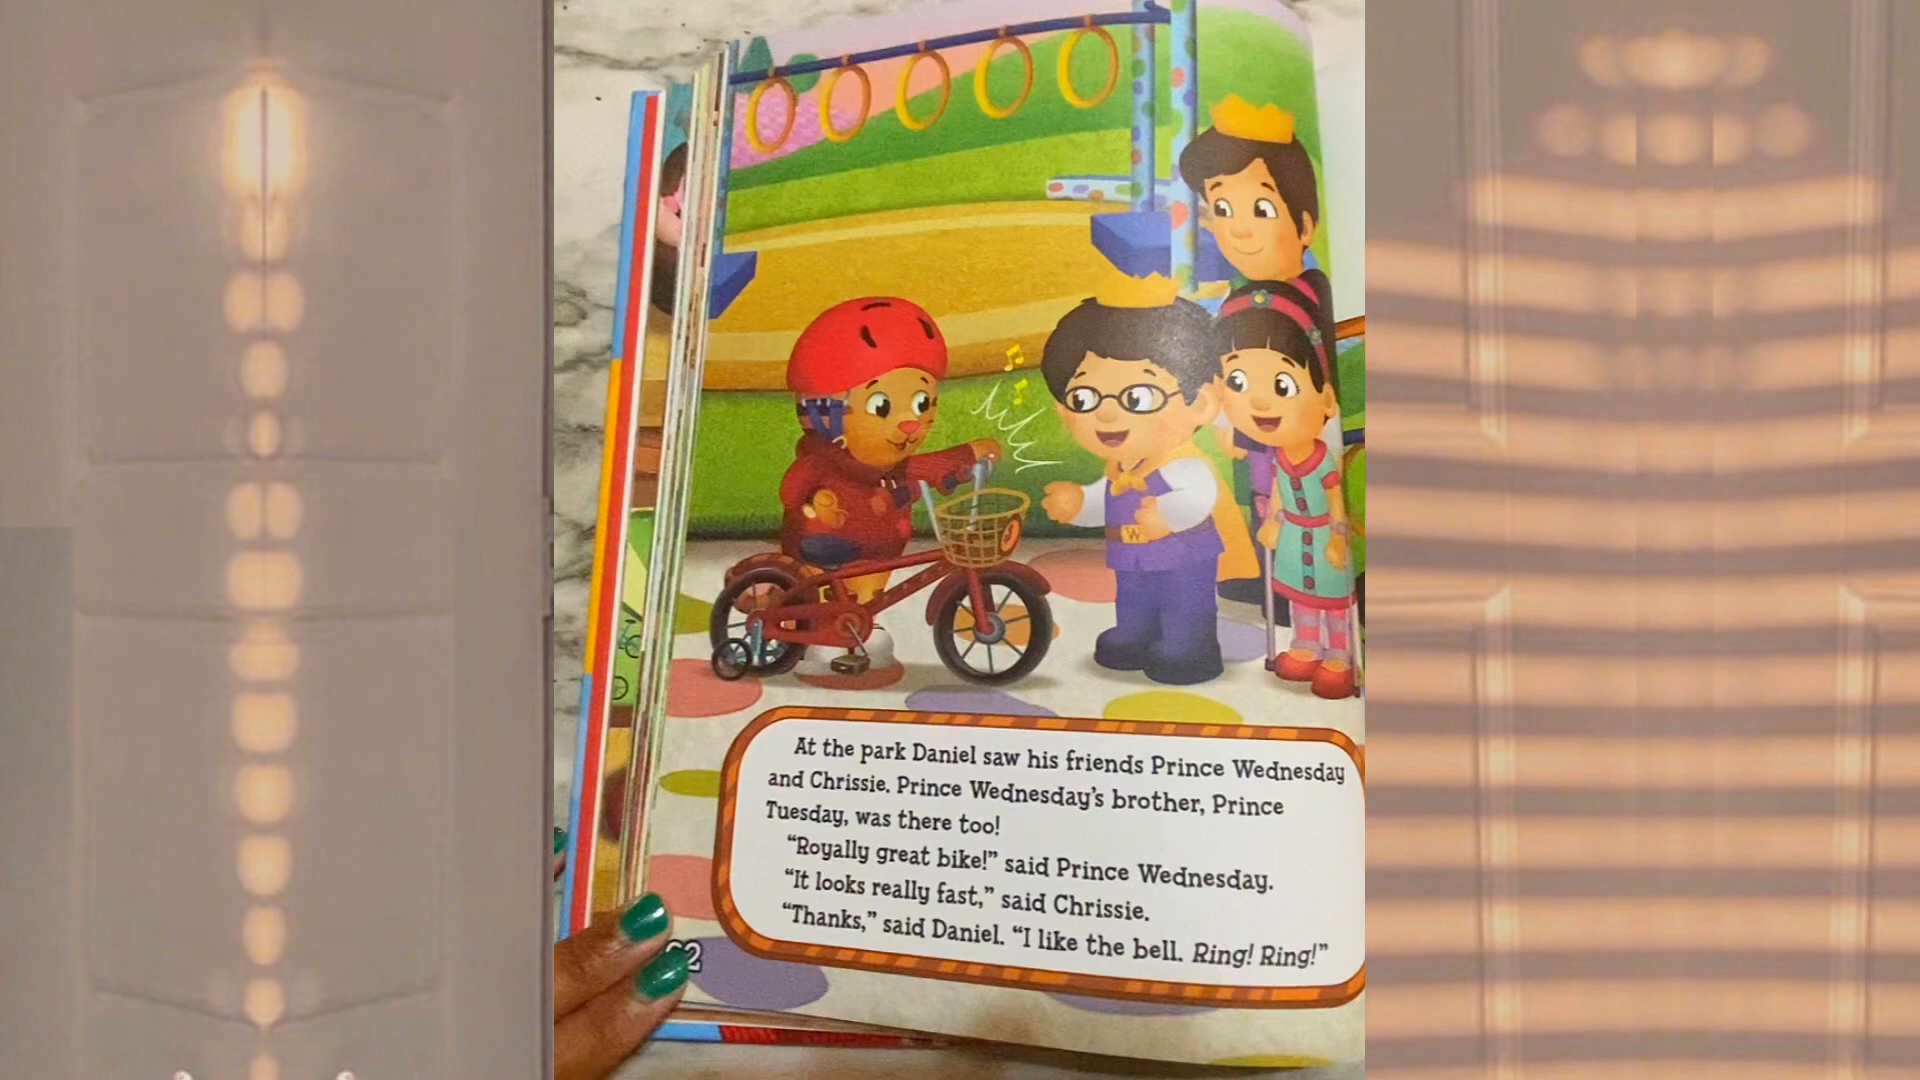 At the park Daniel saw his friends Prince Wednesday
and Chrissie. Prince Wednesday's brother, Prince
Tuesday, was there too!
"Royally great bike!" said Prince Wednesday.
"It looks really fast," said Chrissie.
"Thanks," said Daniel. "I like the bell. Ring! Ring!"
W